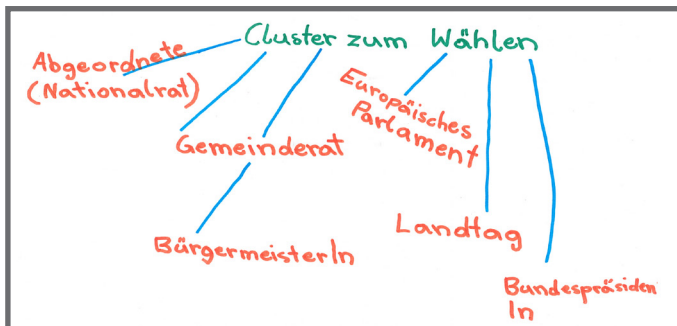 Cluster zum Wählen
Abgeordnete
(Nationalrat)
Europäisches
Parlament
Gemeinderat
BürgermeisterIn
Landtag
Bundespräsiden
In